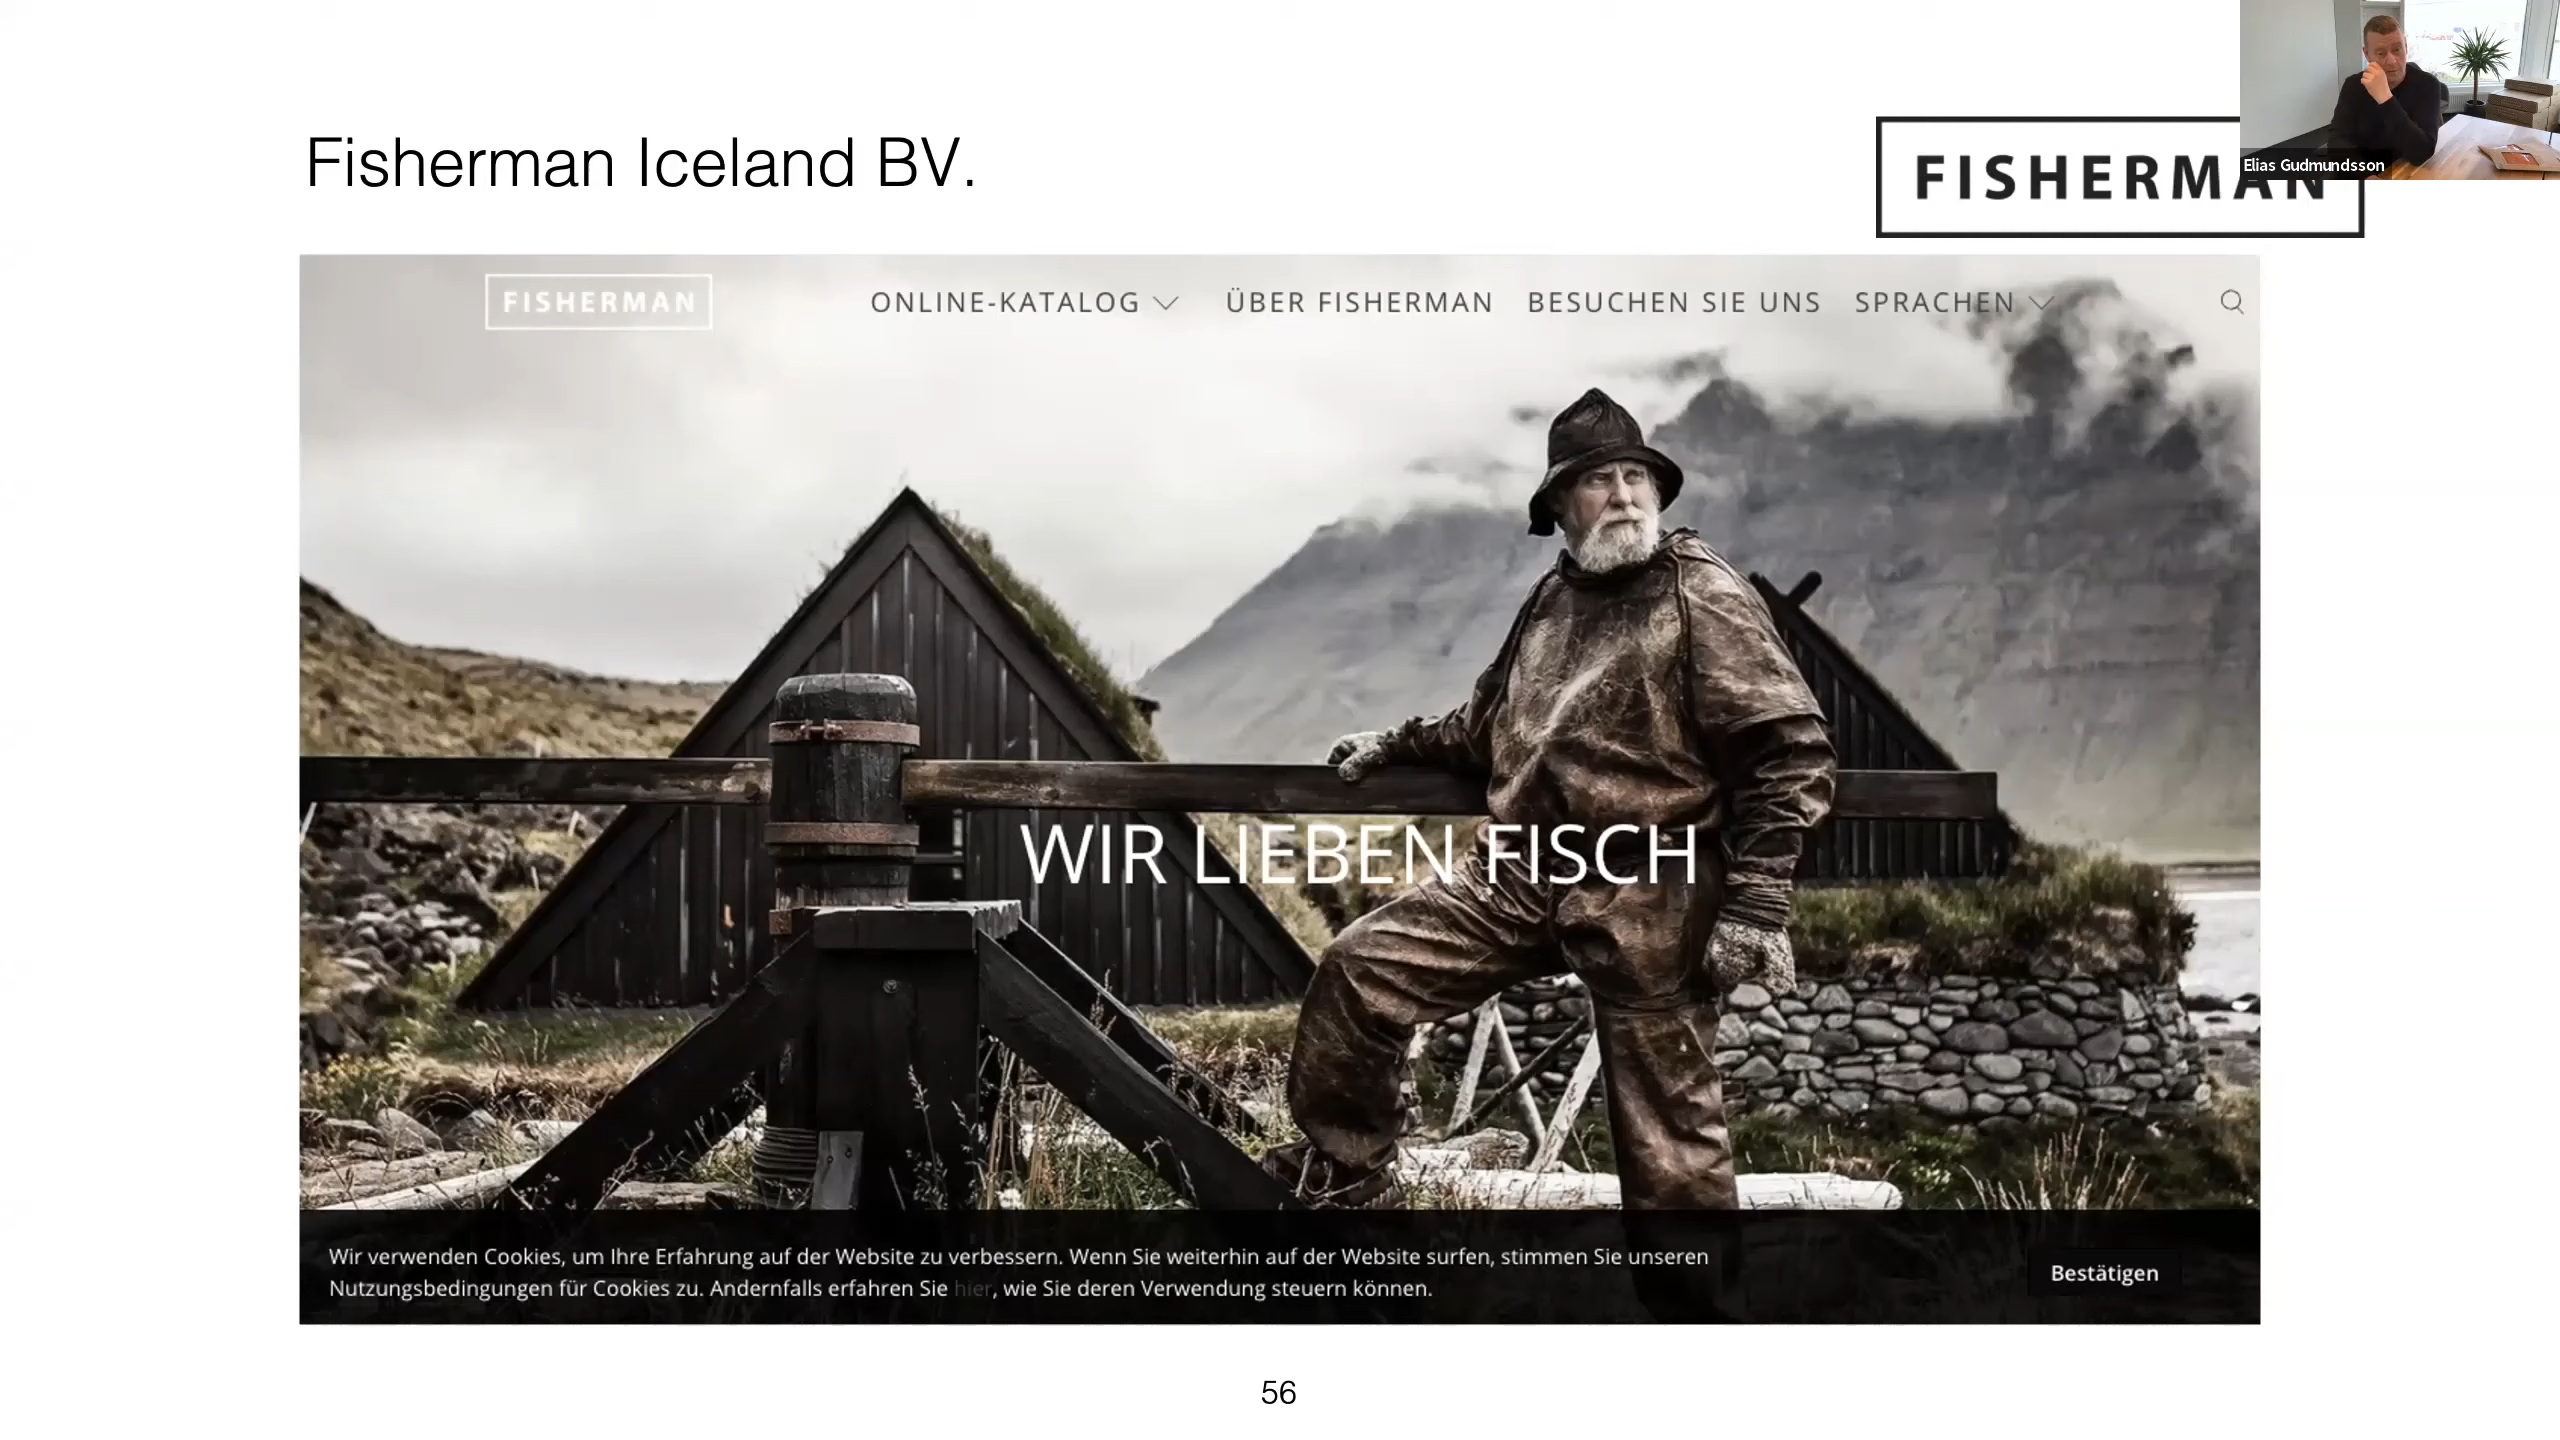 Fisherman Iceland BV.
FISHERMAN
Elias Gudmundsson
FISHERMAN
ONLINE-KATALOG
ÜBER FISHERMAN
BESUCHEN SIE UNS
SPRACHEN
WIR LIEBEN FISCH
Wir verwenden Cookies, um Ihre Erfahrung auf der Website zu verbessern. Wenn Sie weiterhin auf der Website surfen, stimmen Sie unseren
Nutzungsbedingungen für Cookies zu. Andernfalls erfahren Sie hier, wie Sie deren Verwendung steuern können.
Bestätigen
56